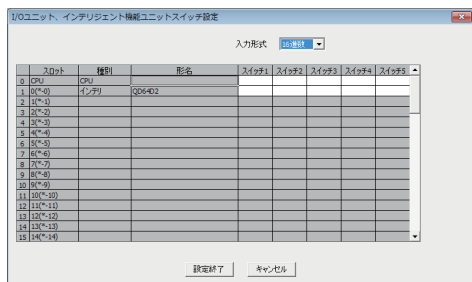 I/Oユニット、インテリジェント機能ユニットスイッチ設定
入力形式 16進数
スロット 種別 形名 スイッチ1 スイッチ2 スイッチ3 スイッチ4 スイッチ5
0 CPU CPU
1 0(*-0) インテリ QD64D2
2 1(*-1)
3 2(*-2)
4 3(*-3)
5 4(*-4)
6 5(*-5)
7 6(*-6)
8 7(*-7)
9 8(*-8)
10 9(*-9)
11 10(*-10)
12 11(*-11)
13 12(*-12)
14 13(*-13)
15 14(*-14)
設定終了 キャンセル